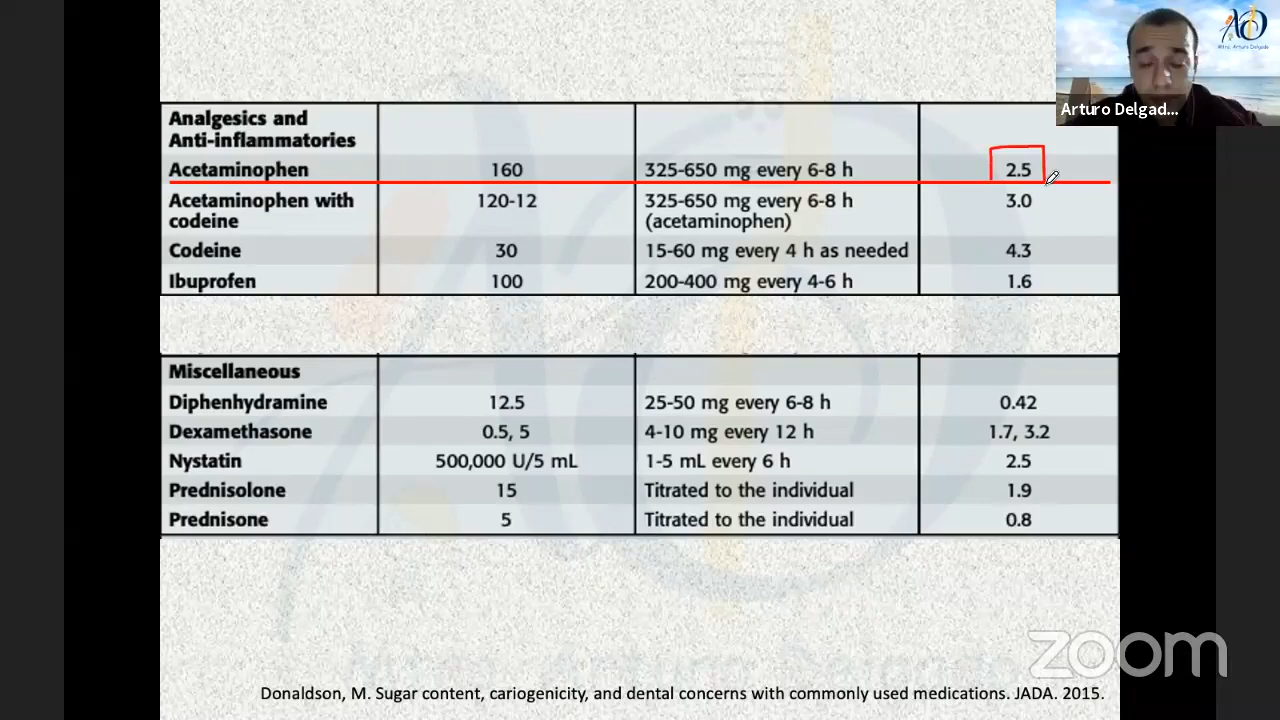 Arturo Delgad...
Analgesics and
Anti-inflammatories
Acetaminophen 160 325-650 mg every 6-8 h 2.5
Acetaminophen with
codeine 120-12 325-650 mg every 6-8 h
(acetaminophen) 3.0
Codeine 30 15-60 mg every 4 h as needed 4.3
Ibuprofen 100 200-400 mg every 4-6 h 1.6
Miscellaneous
Diphenhydramine 12.5 25-50 mg every 6-8 h 0.42
Dexamethasone 0.5, 5 4-10 mg every 12 h 1.7, 3.2
Nystatin 500,000 U/5 mL 1-5 mL every 6 h 2.5
Prednisolone 15 Titrated to the individual 1.9
Prednisone 5 Titrated to the individual 0.8
zoom
Donaldson, M. Sugar content, cariogenicity, and dental concerns with commonly used medications. JADA. 2015.